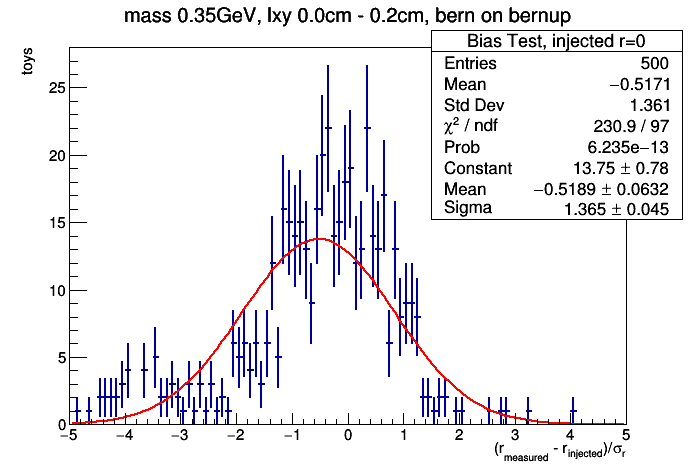 mass 0.35GeV, lxy 0.0cm - 0.2cm, bern on bernup
toys
Bias Test, injected r=0
Entries 500
Mean −0.5171
Std Dev 1.361
χ² / ndf 230.9 / 97
Prob 6.235e−13
Constant 13.75 ± 0.78
Mean −0.5189 ± 0.0632
Sigma 1.365 ± 0.045
25
20
15
10
5
0
−5 −4 −3 −2 −1 0 1 2 3 4 5
(r_measured - r_injected)/σ_r